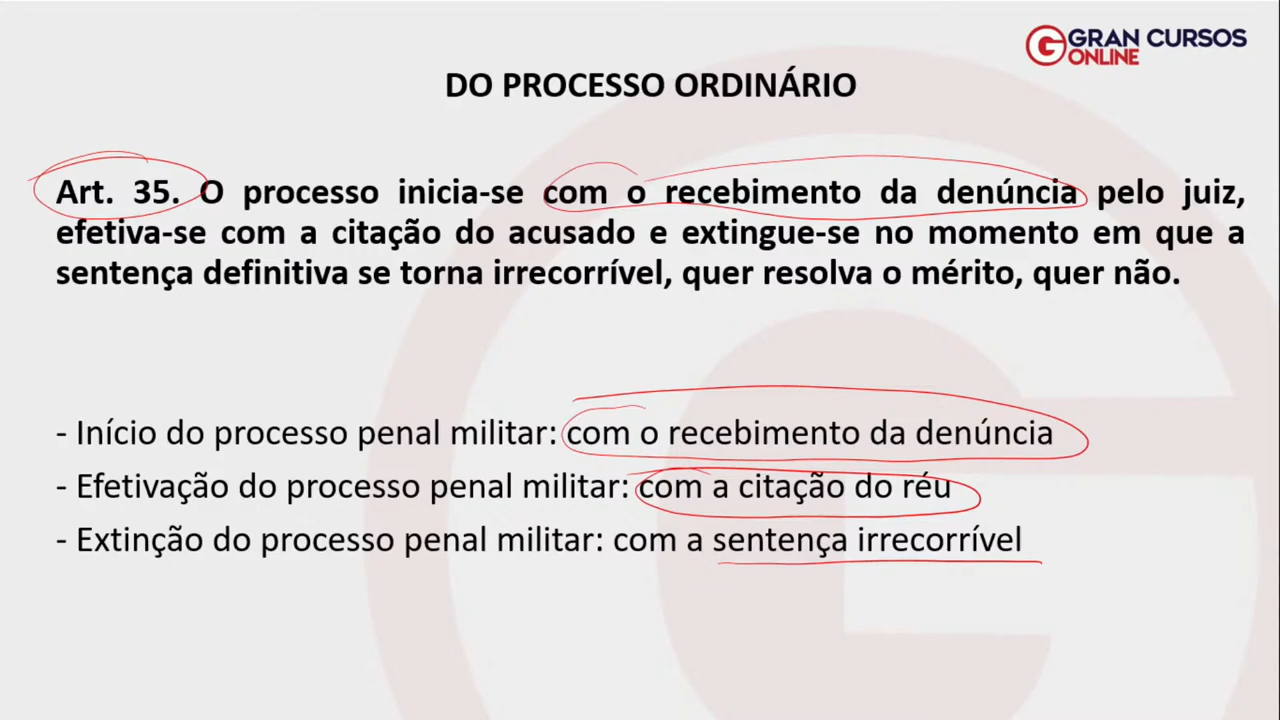 GRAN CURSOS
ONLINE
DO PROCESSO ORDINÁRIO
Art. 35. O processo inicia-se com o recebimento da denúncia pelo juiz,
efetiva-se com a citação do acusado e extingue-se no momento em que a
sentença definitiva se torna irrecorrível, quer resolva o mérito, quer não.
- Início do processo penal militar: com o recebimento da denúncia
- Efetivação do processo penal militar: com a citação do réu
- Extinção do processo penal militar: com a sentença irrecorrível